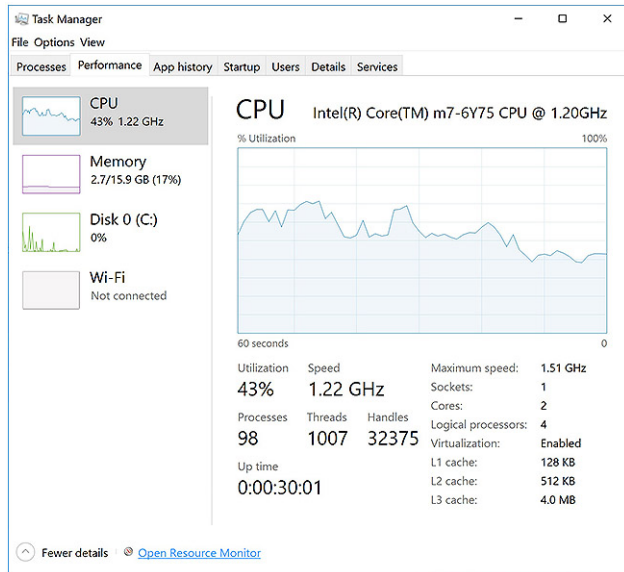 Task Manager
File Options View
Processes Performance App history Startup Users Details Services
CPU
43% 1.22 GHz
Memory
2.7/15.9 GB (17%)
Disk 0 (C:)
0%
Wi-Fi
Not connected
CPU Intel(R) Core(TM) m7-6Y75 CPU @ 1.20GHz
% Utilization 100%
60 seconds 0
Utilization Speed
43% 1.22 GHz
Processes Threads Handles
98 1007 32375
Up time
0:00:30:01
Maximum speed: 1.51 GHz
Sockets: 1
Cores: 2
Logical processors: 4
Virtualization: Enabled
L1 cache: 128 KB
L2 cache: 512 KB
L3 cache: 4.0 MB
Fewer details Open Resource Monitor